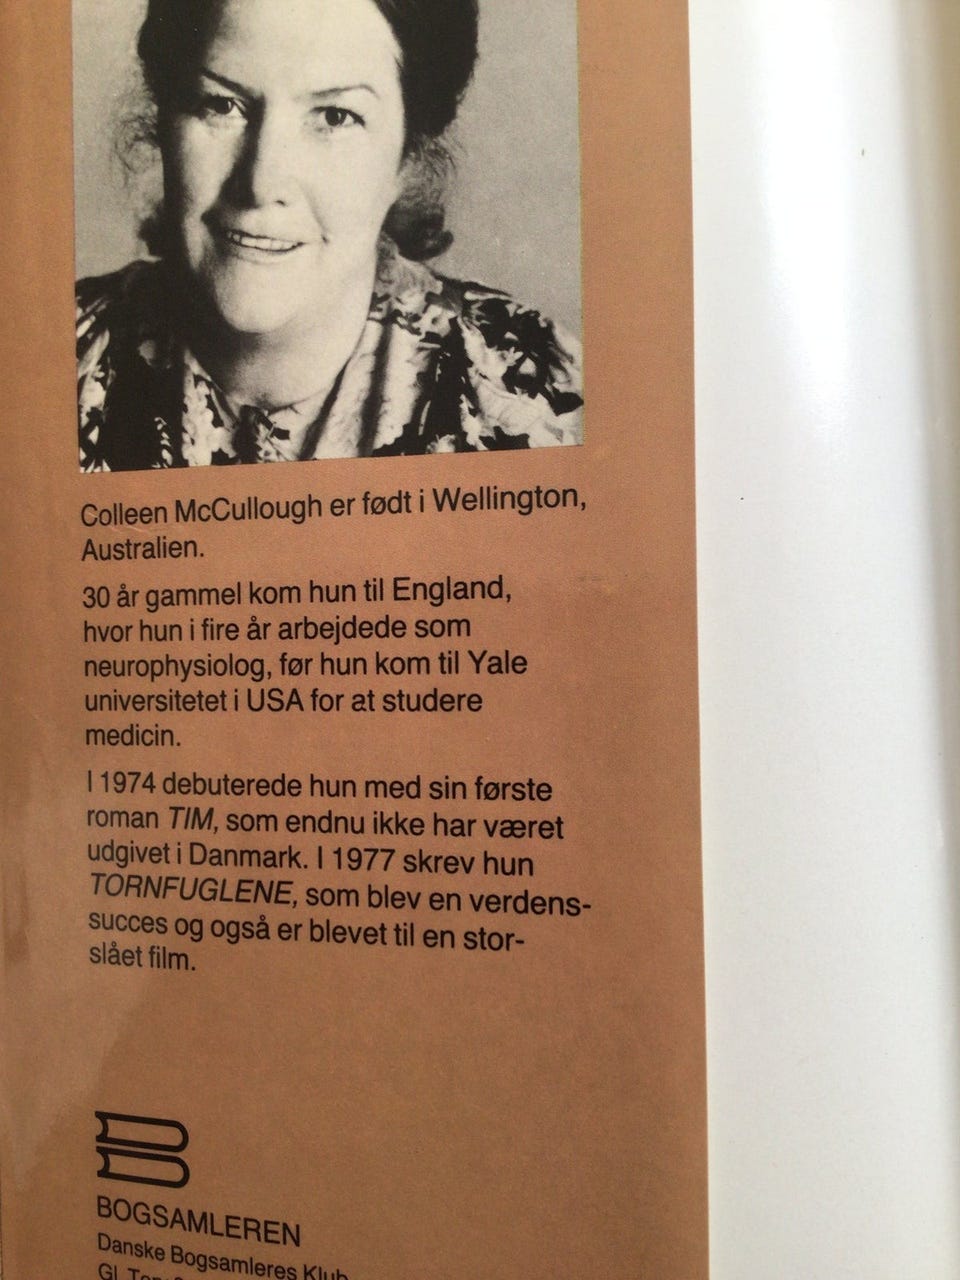 Colleen McCullough er født i Wellington,
Australien.
30 år gammel kom hun til England,
hvor hun i fire år arbejdede som
neurophysiolog, før hun kom til Yale
universitetet i USA for at studere
medicin.
I 1974 debuterede hun med sin første
roman TIM, som endnu ikke har været
udgivet i Danmark. I 1977 skrev hun
TORNFUGLENE, som blev en verdens-
succes og også er blevet til en stor-
slået film.
BOGSAMLEREN
Danske Bogsamleres Klub
Gl.